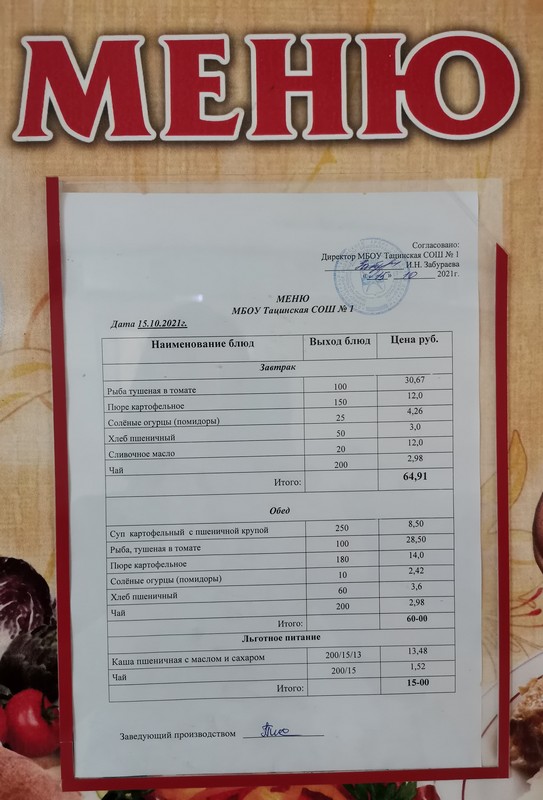 МЕНЮ
Согласовано:
Директор МБОУ Тацинская СОШ № 1
И.Н. Забураева
«15» 10 2021г.
МЕНЮ
МБОУ Тацинская СОШ № 1
Дата 15.10.2021г.
Наименование блюд Выход блюд Цена руб.
Завтрак
Рыба тушеная в томате 100 30,67
Пюре картофельное 150 12,0
Солёные огурцы (помидоры) 25 4,26
Хлеб пшеничный 50 3,0
Сливочное масло 20 12,0
Чай 200 2,98
Итого: 64,91
Обед
Суп картофельный с пшеничной крупой 250 8,50
Рыба, тушеная в томате 100 28,50
Пюре картофельное 180 14,0
Солёные огурцы (помидоры) 10 2,42
Хлеб пшеничный 60 3,6
Чай 200 2,98
Итого: 60-00
Льготное питание
Каша пшеничная с маслом и сахаром 200/15/13 13,48
Чай 200/15 1,52
Итого: 15-00
Заведующий производством